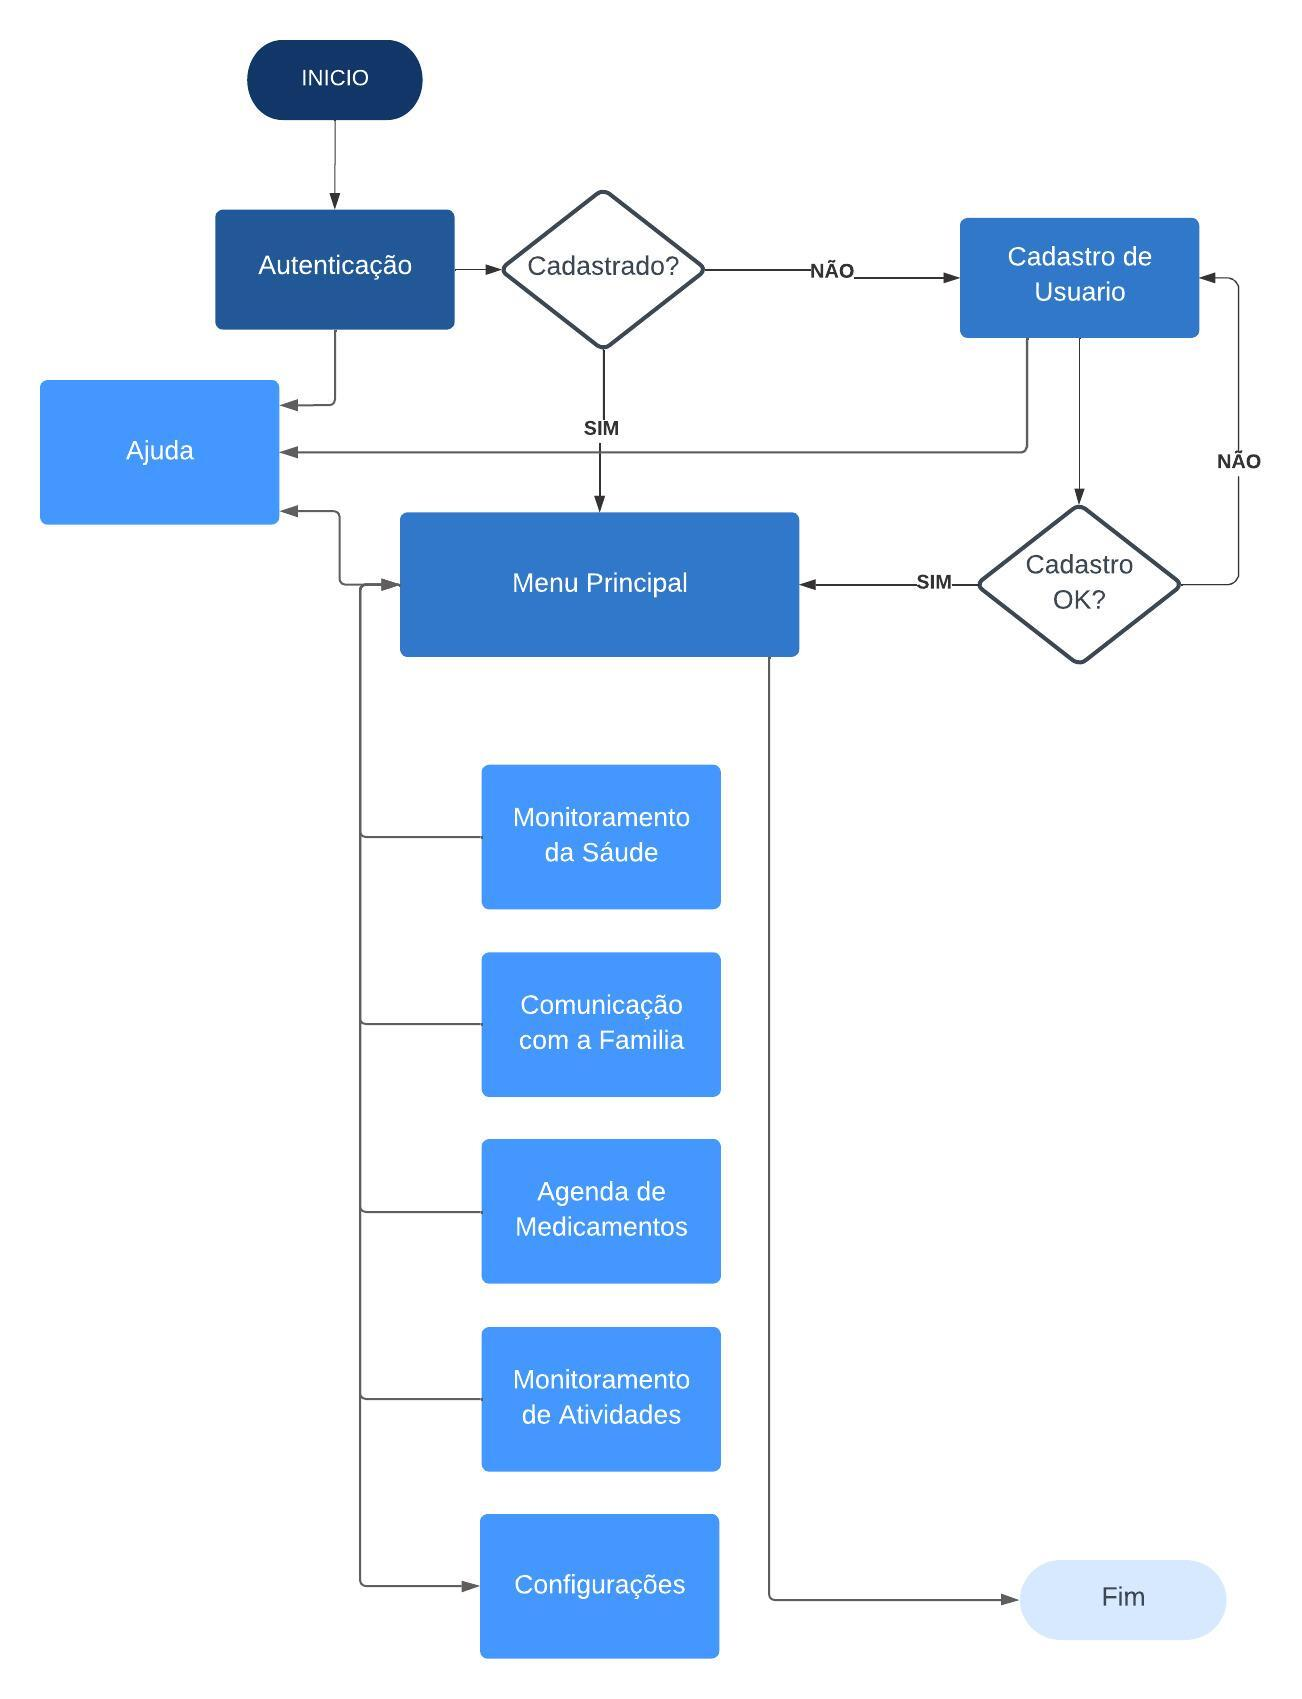 INICIO
Autenticação
Cadastrado?
NÃO
Cadastro de
Usuario
SIM
Ajuda
NÃO
Menu Principal
SIM
Cadastro
OK?
Monitoramento
da Sáude
Comunicação
com a Familia
Agenda de
Medicamentos
Monitoramento
de Atividades
Configurações
Fim